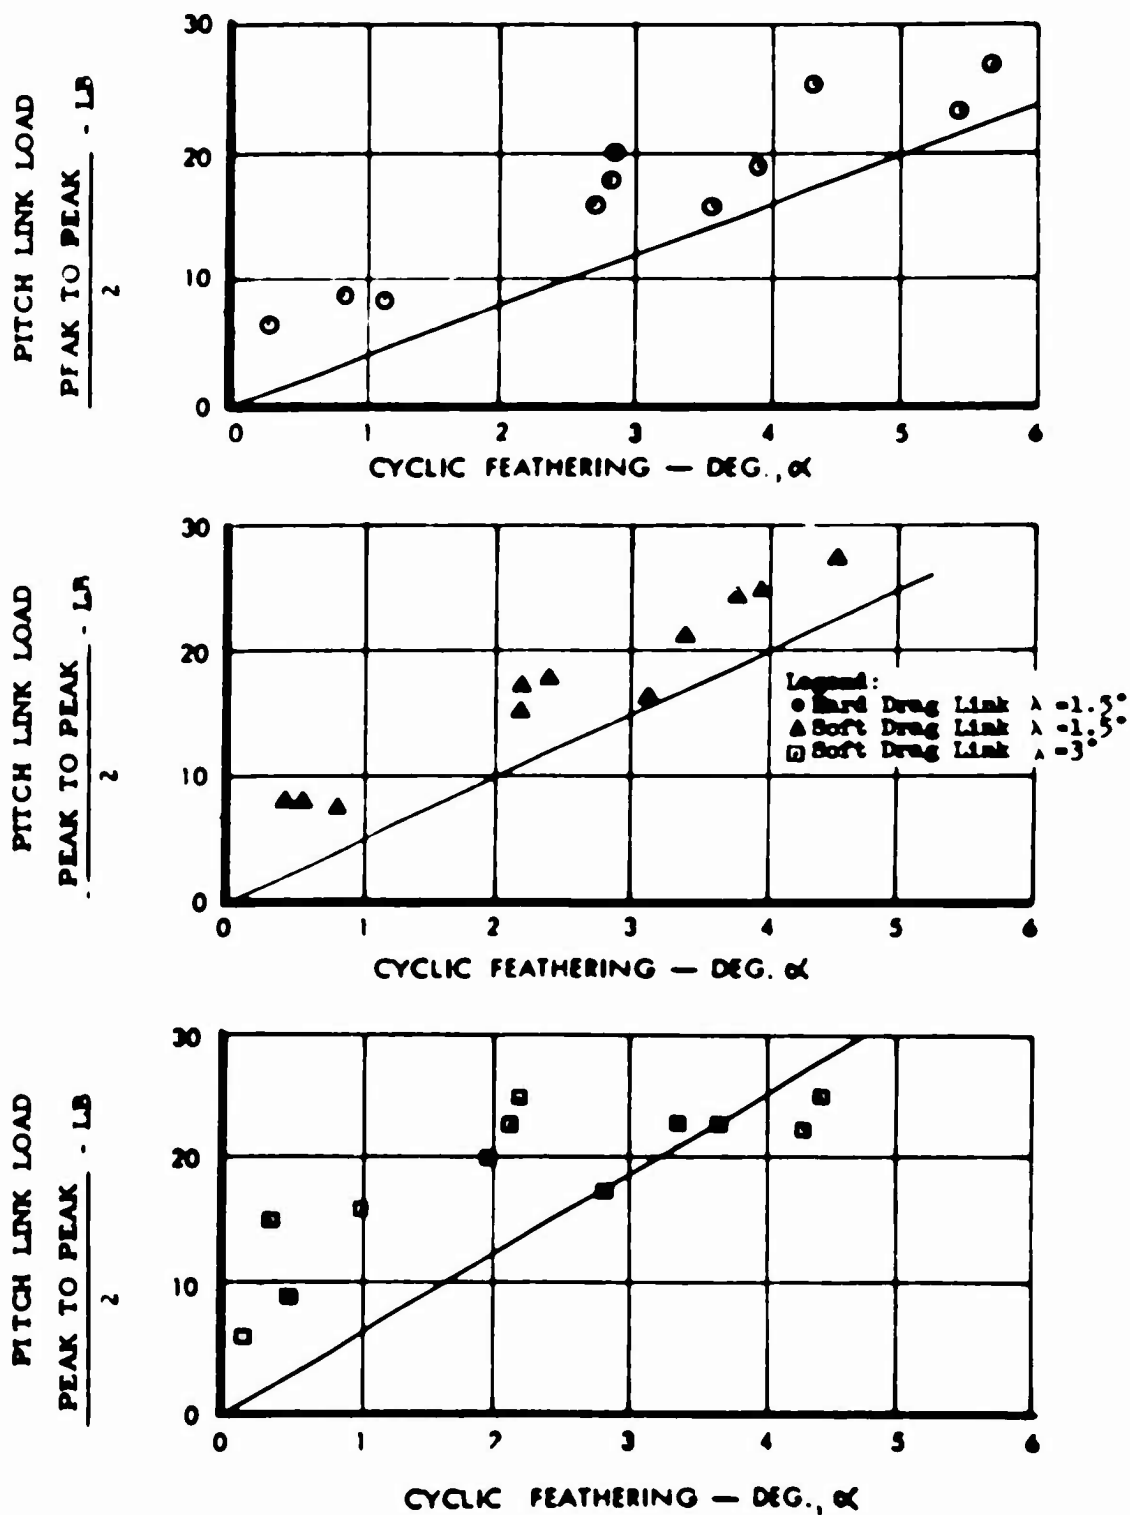 30
20
10
0
PITCH LINK LOAD
PEAK TO PEAK - LB
2
0 1 2 3 4 5 6
CYCLIC FEATHERING — DEG., α
30
20
10
0
PITCH LINK LOAD
PEAK TO PEAK - LB
2
Legend:
Hard Drag Link λ =1.5°
Soft Drag Link λ =1.5°
Soft Drag Link λ =3°
0 1 2 3 4 5 6
CYCLIC FEATHERING — DEG. α
30
20
10
0
PITCH LINK LOAD
PEAK TO PEAK - LB
2
0 1 2 3 4 5 6
CYCLIC FEATHERING — DEG., α